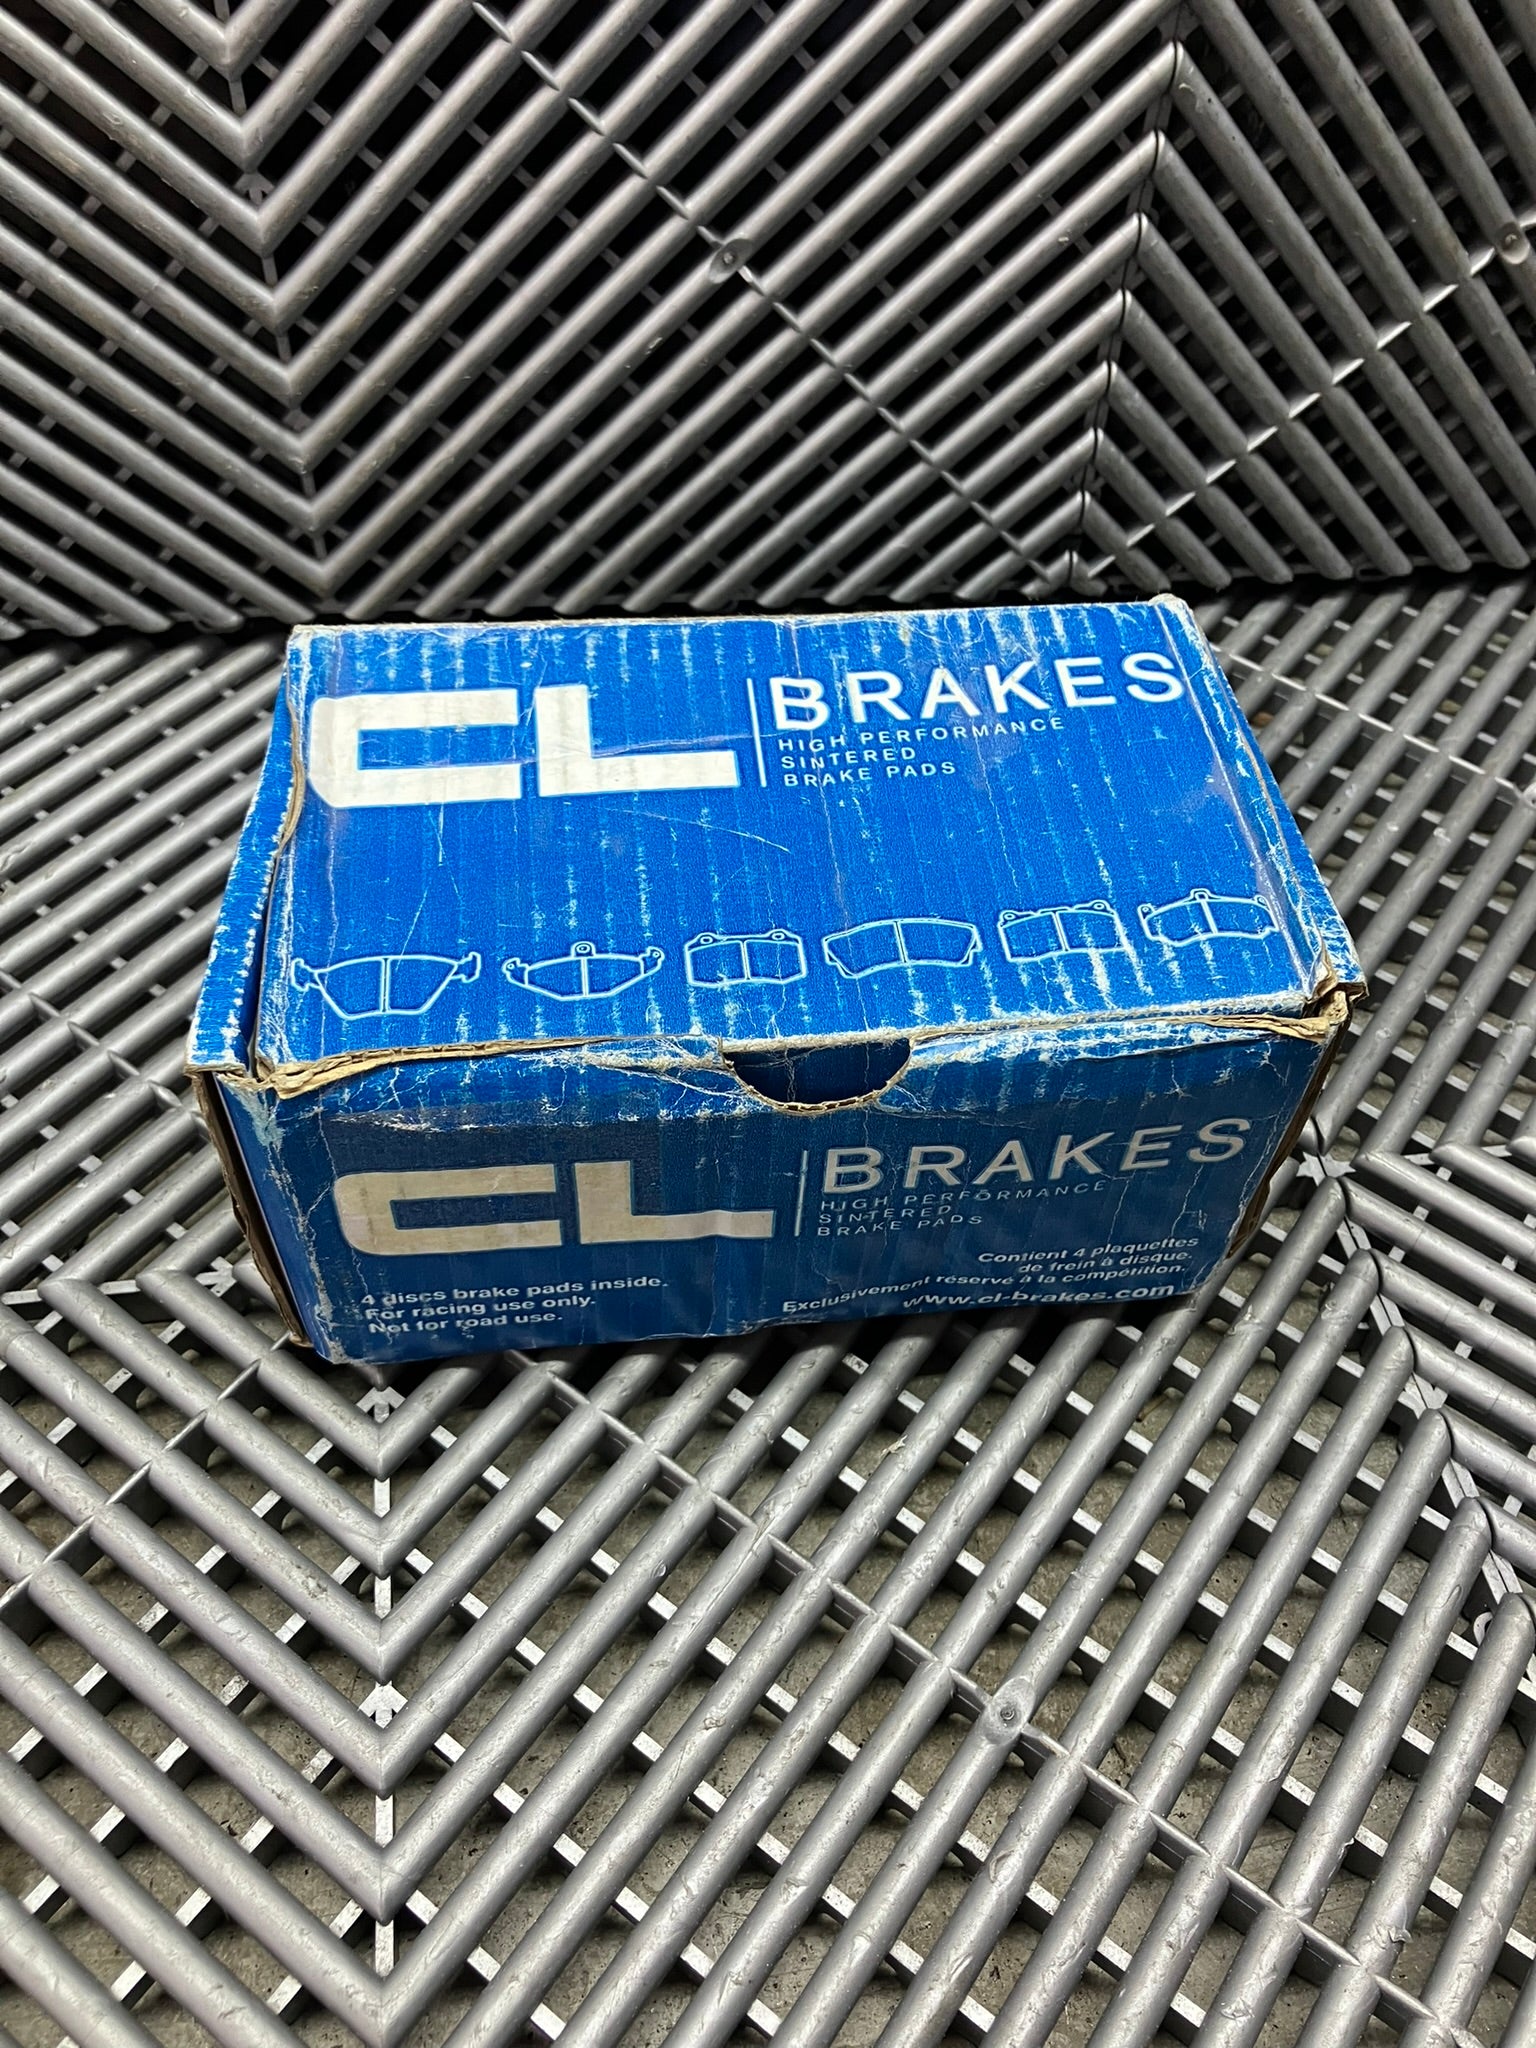 CL BRAKES
HIGH PERFORMANCE
SINTERED
BRAKE PADS
CL BRAKES
HIGH PERFORMANCE
SINTERED
BRAKE PADS
4 discs brake pads inside.
For racing use only.
Not for road use.
Contient 4 plaquettes
de frein à disque.
Exclusivement réservé à la compétition.
www.cl-brakes.com